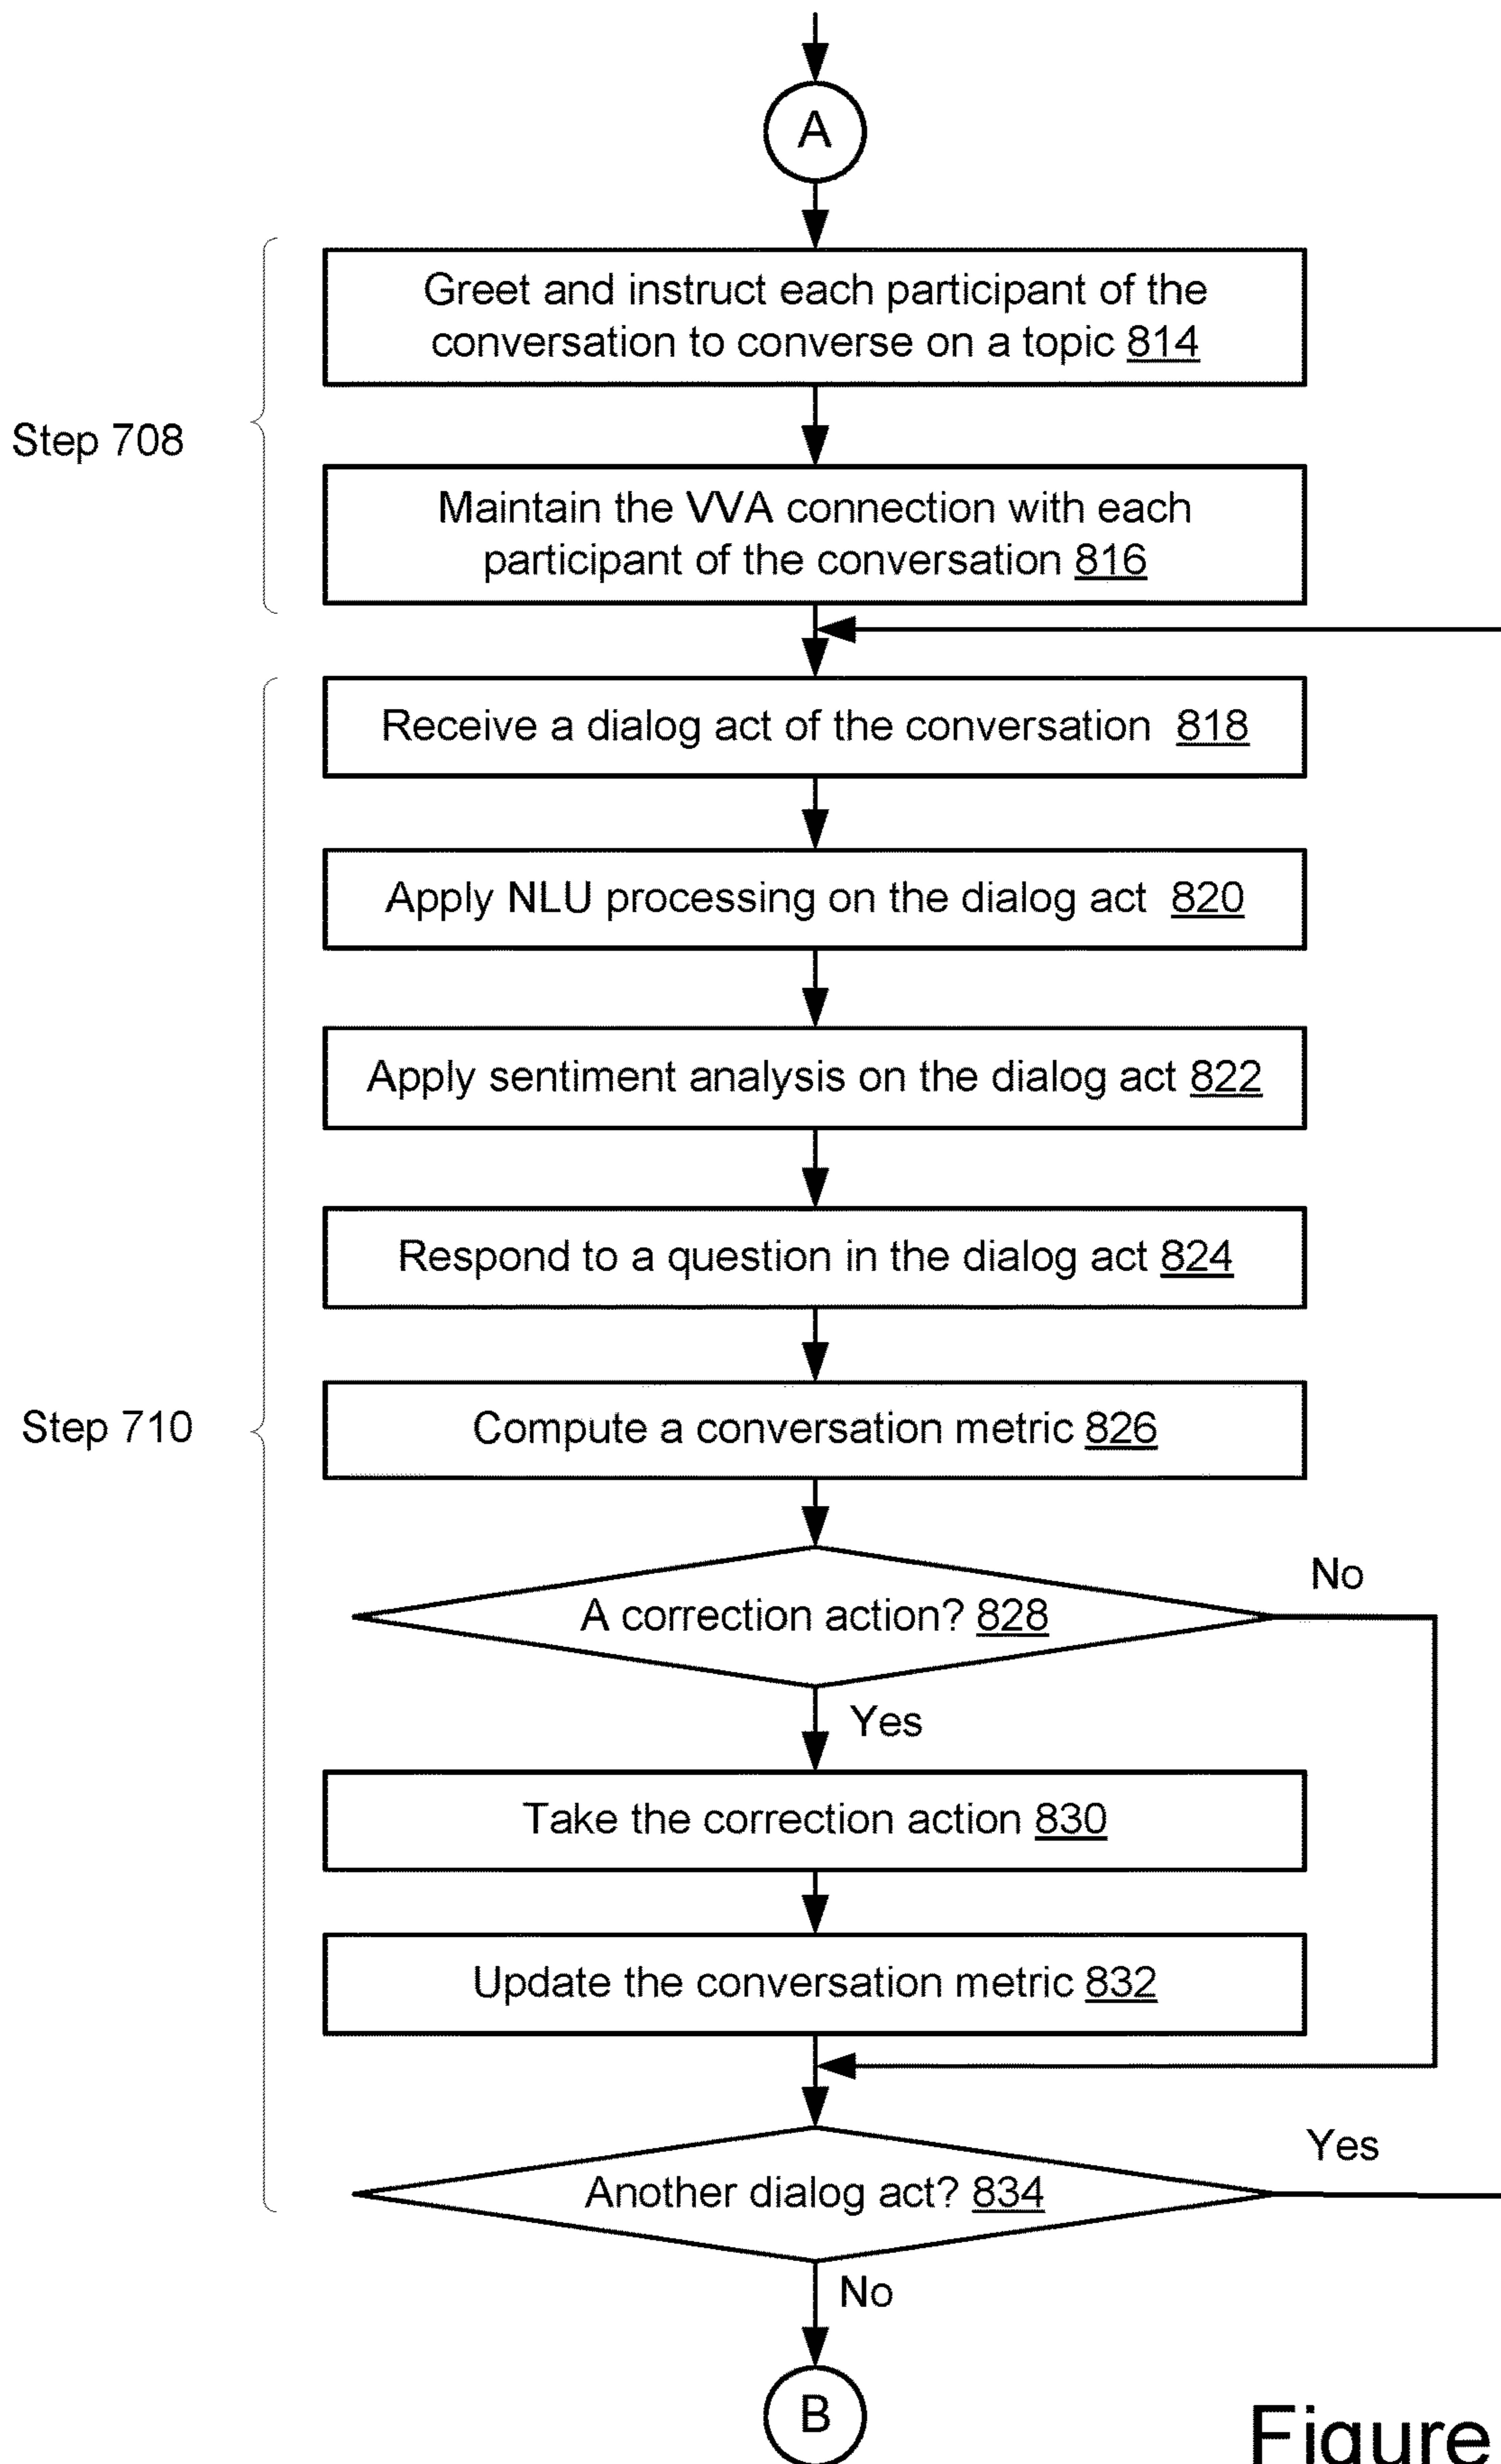 A
Greet and instruct each participant of the
conversation to converse on a topic 814
Step 708
Maintain the VVA connection with each
participant of the conversation 816
Receive a dialog act of the conversation 818
Apply NLU processing on the dialog act 820
Apply sentiment analysis on the dialog act 822
Respond to a question in the dialog act 824
Step 710
Compute a conversation metric 826
No
A correction action? 828
Yes
Take the correction action 830
Update the conversation metric 832
Yes
Another dialog act? 834
No
B
Figure